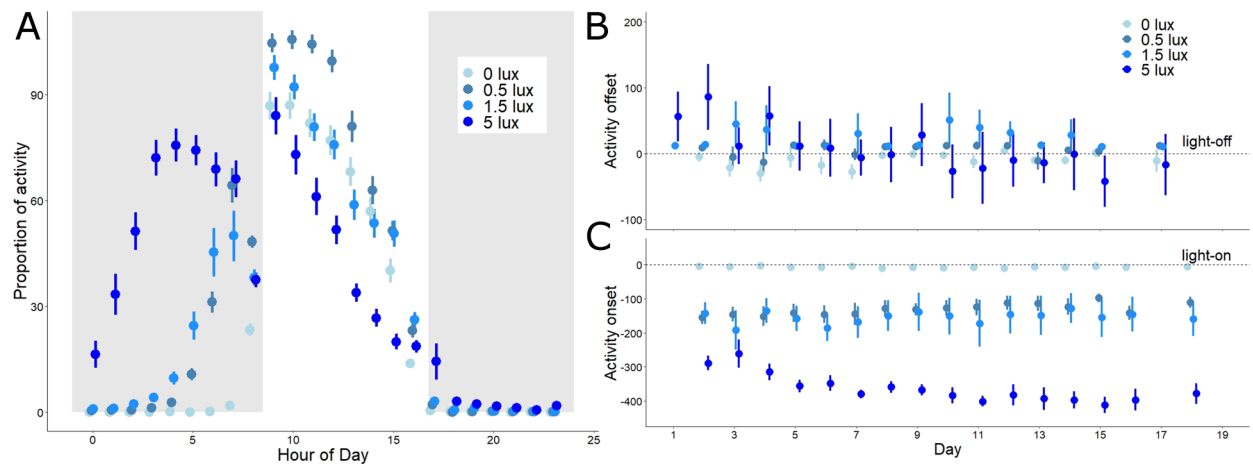 A
Proportion of activity
90
60
30
0
0 lux
0.5 lux
1.5 lux
5 lux
0
5
10
15
20
25
Hour of Day
B
Activity offset
200
100
0
-100
0 lux
0.5 lux
1.5 lux
5 lux
light-off
C
Activity onset
0
-100
-200
-300
-400
light-on
1
3
5
7
9
11
13
15
17
19
Day